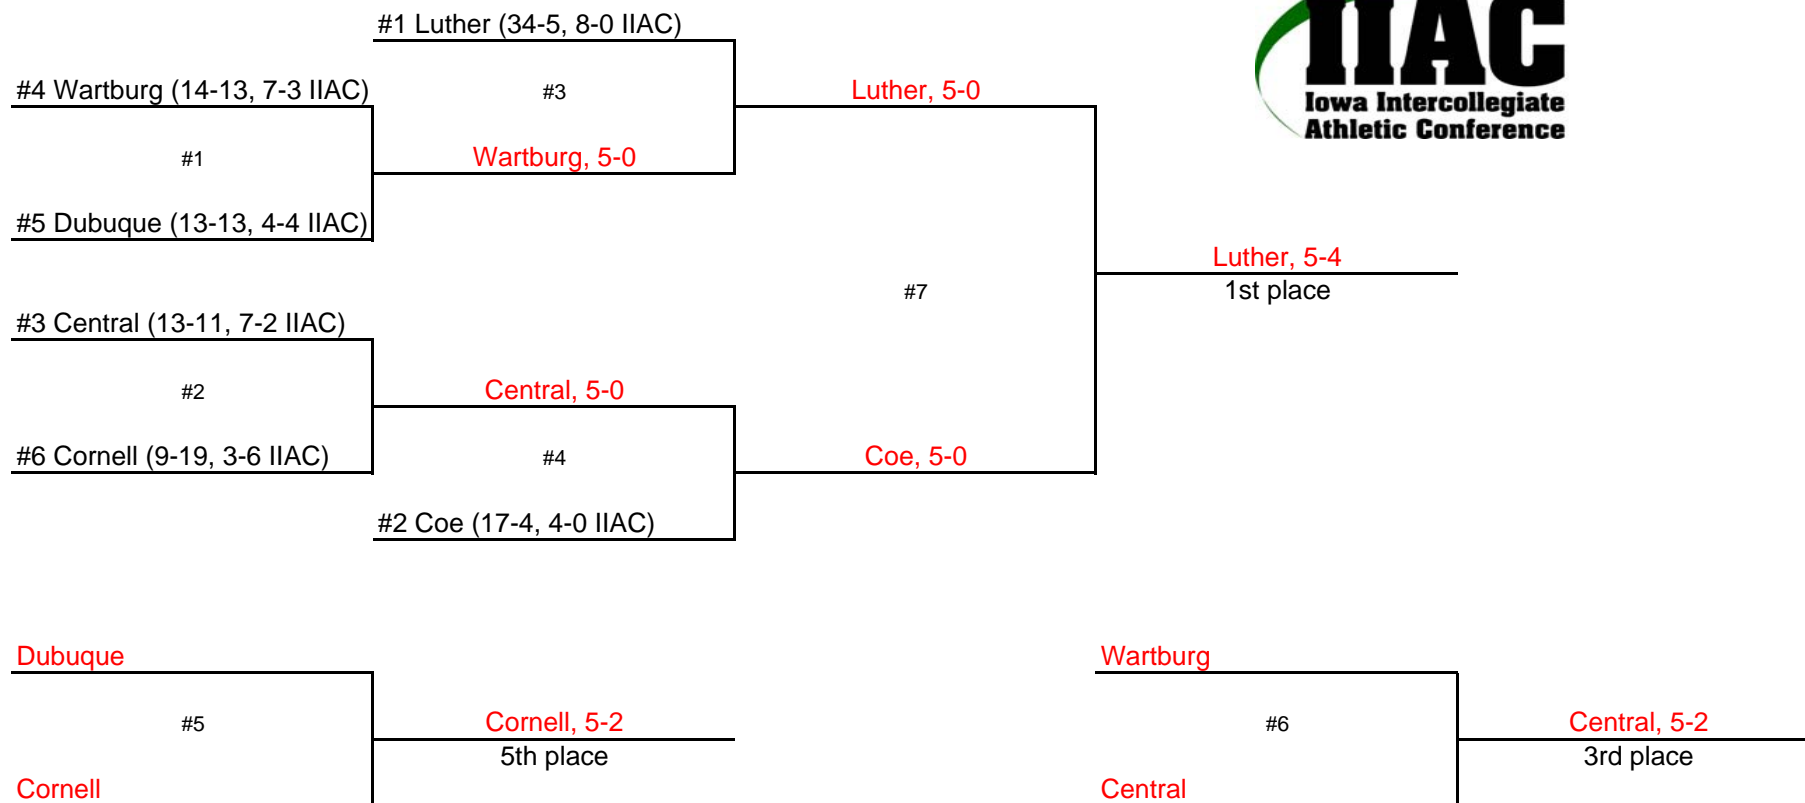 #1 Luther (34-5, 8-0 IIAC)
IIAC
Iowa Intercollegiate
Athletic Conference
#4 Wartburg (14-13, 7-3 IIAC)
#3
Luther, 5-0
#1
Wartburg, 5-0
#5 Dubuque (13-13, 4-4 IIAC)
Luther, 5-4
1st place
#7
#3 Central (13-11, 7-2 IIAC)
#2
Central, 5-0
#6 Cornell (9-19, 3-6 IIAC)
#4
Coe, 5-0
#2 Coe (17-4, 4-0 IIAC)
Dubuque
#5
Cornell, 5-2
5th place
Cornell
Wartburg
#6
Central, 5-2
3rd place
Central